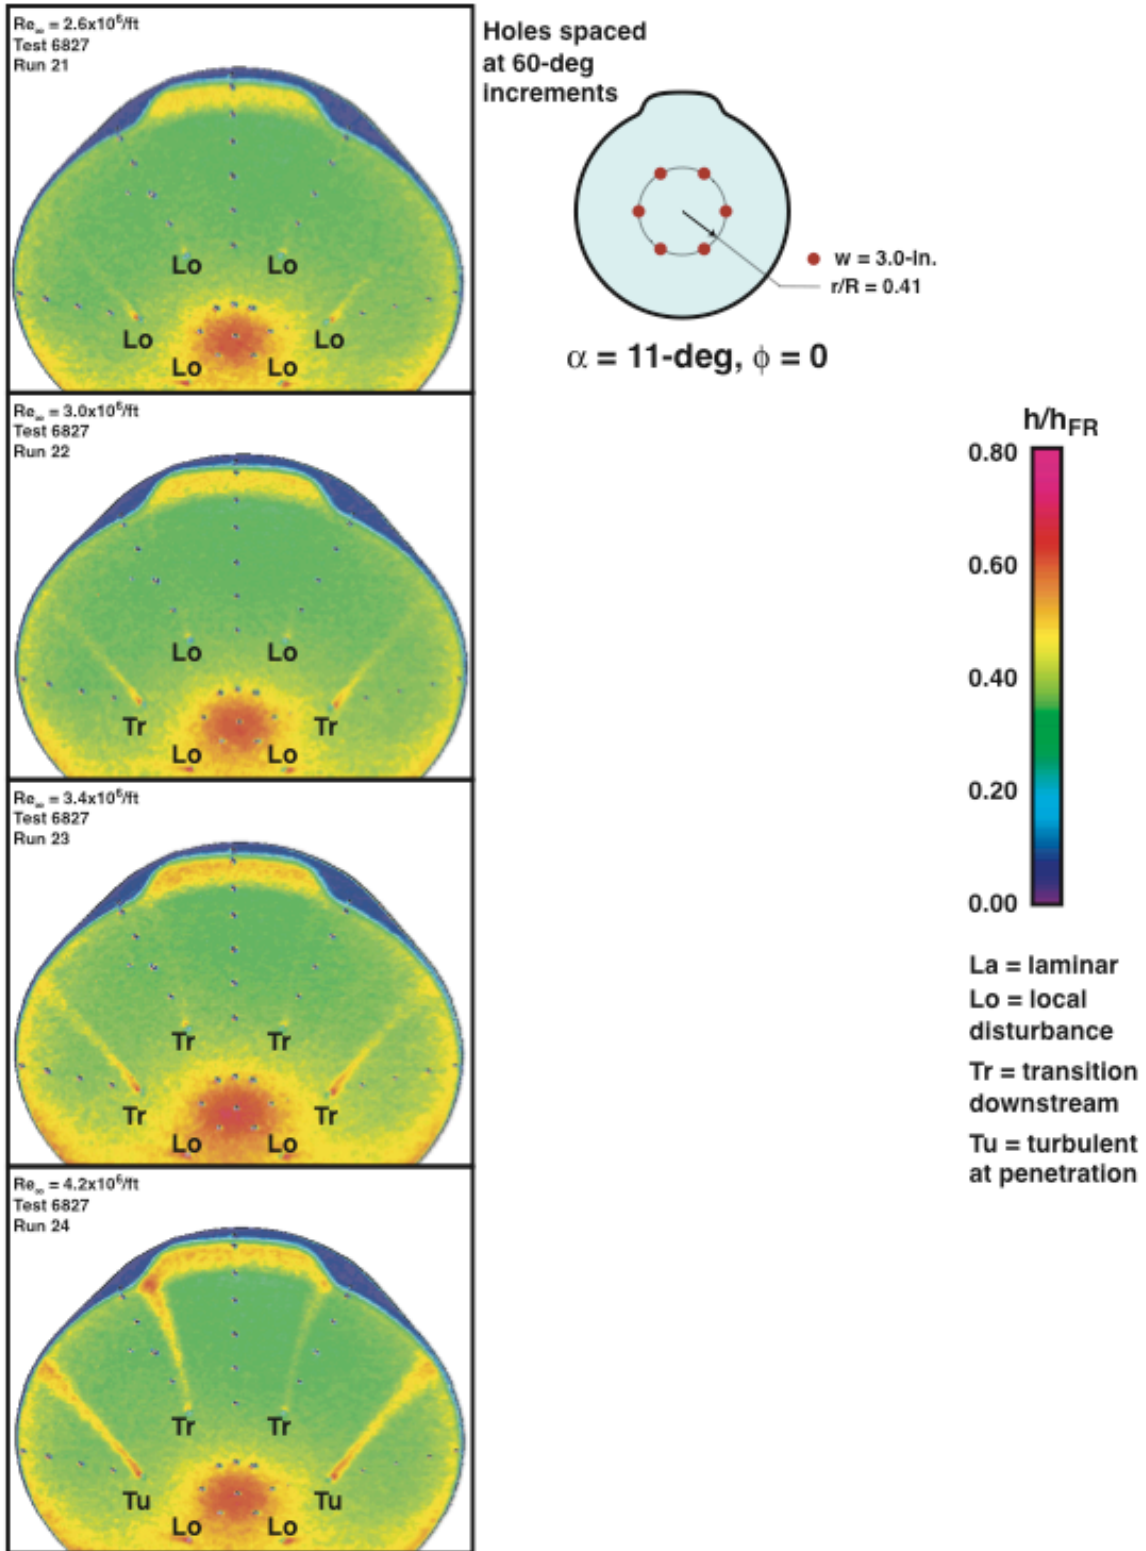 Re∞ = 2.6x10⁶/ft
Test 6827
Run 21
Lo Lo
Lo Lo
Lo Lo
Holes spaced
at 60-deg
increments
w = 3.0-in.
r/R = 0.41
α = 11-deg, ϕ = 0
Re∞ = 3.0x10⁶/ft
Test 6827
Run 22
Lo Lo
Tr Tr
Lo Lo
Re∞ = 3.4x10⁶/ft
Test 6827
Run 23
Tr Tr
Tr Tr
Lo Lo
Re∞ = 4.2x10⁶/ft
Test 6827
Run 24
Tr Tr
Tu Tu
Lo Lo
h/hFR
0.80
0.60
0.40
0.20
0.00
La = laminar
Lo = local
disturbance
Tr = transition
downstream
Tu = turbulent
at penetration